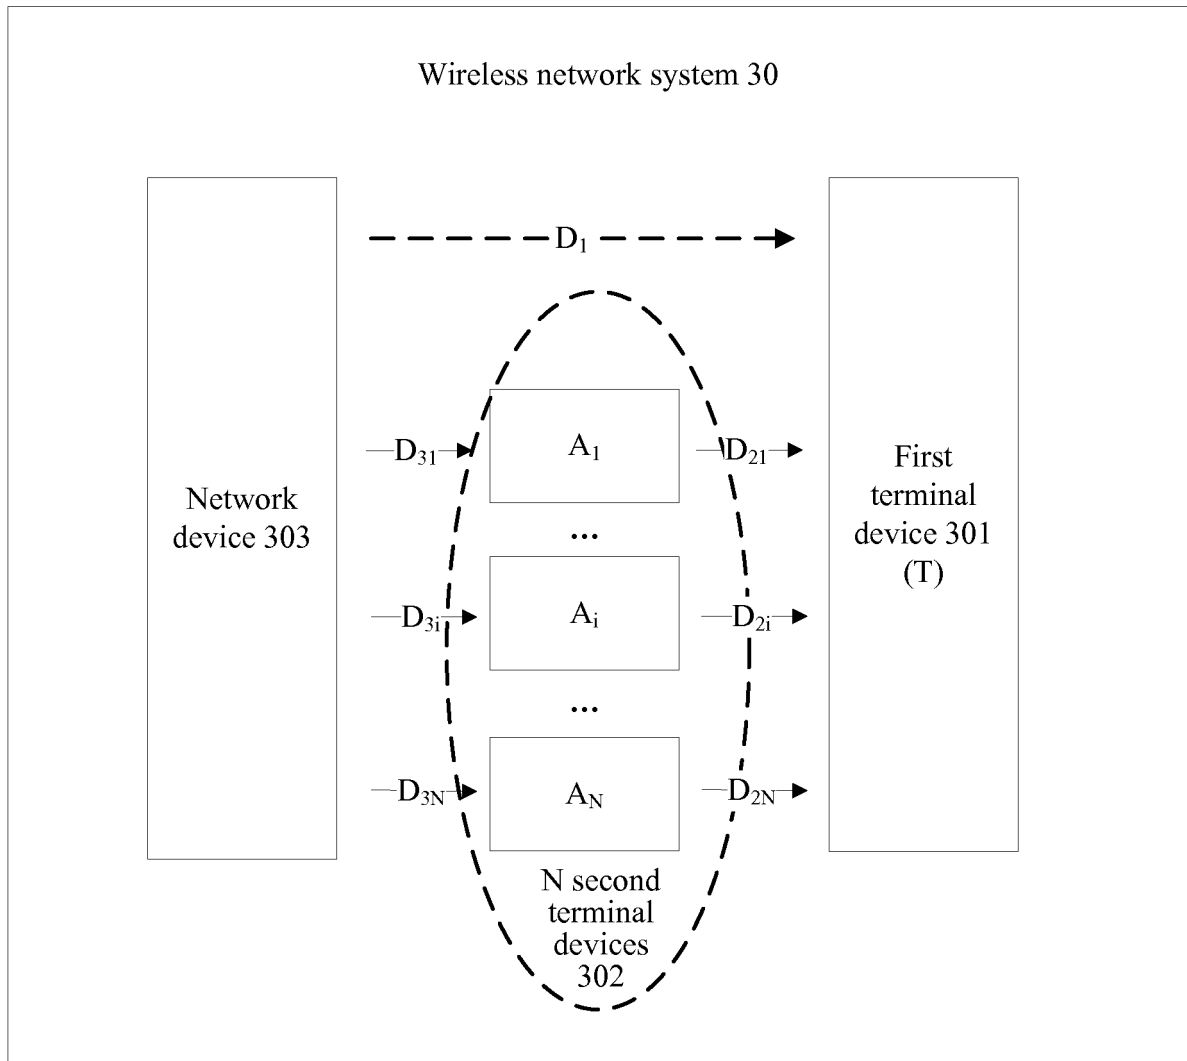 Wireless network system 30
D₁
D₃₁
A₁
D₂₁
Network
device 303
...
First
terminal
device 301
(T)
D₃ᵢ
Aᵢ
D₂ᵢ
...
D₃N
AN
D₂N
N second
terminal
devices
302